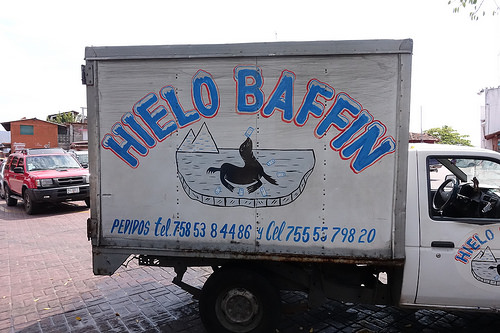 HIELO BAFFIN
PEDIDOS tel. 758 53 8 44 86 y Cel 755 55 798 20
HIELO